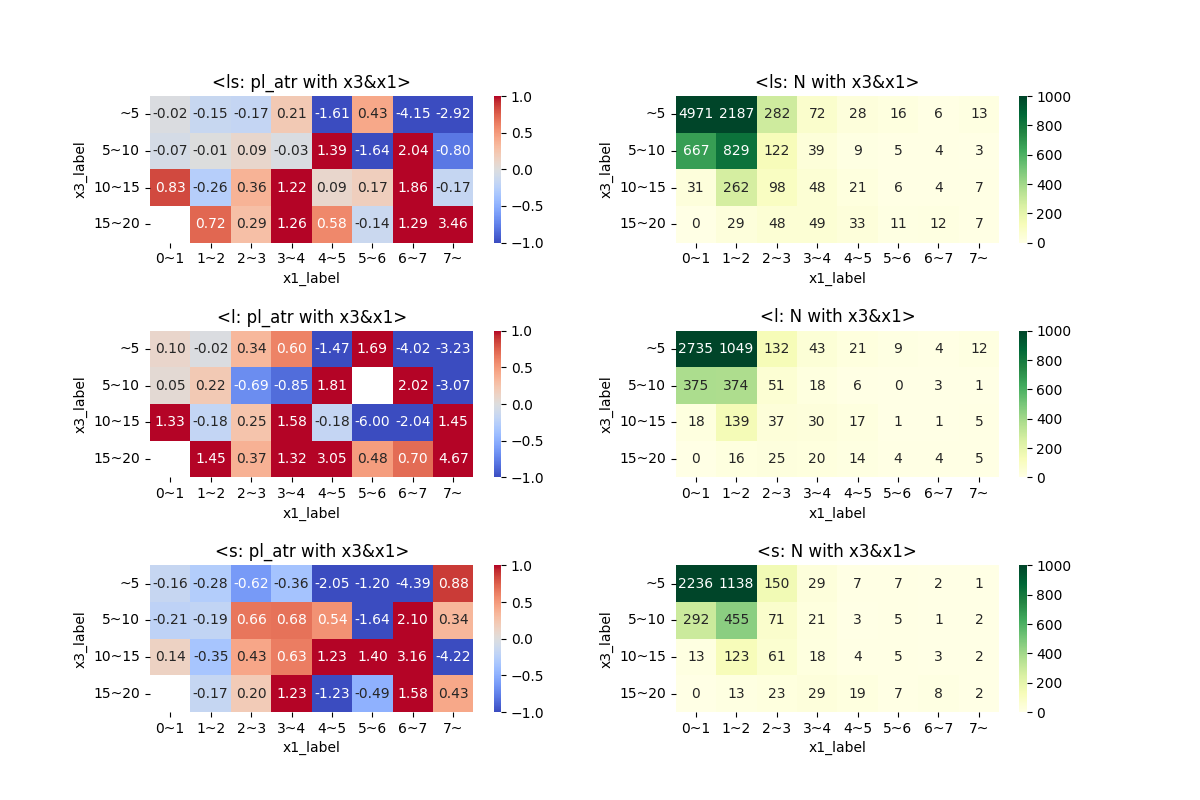 <ls: pl_atr with x3&x1>
x3_label
~5 -0.02 -0.15 -0.17 0.21 -1.61 0.43 -4.15 -2.92
5~10 -0.07 -0.01 0.09 -0.03 1.39 -1.64 2.04 -0.80
10~15 0.83 -0.26 0.36 1.22 0.09 0.17 1.86 -0.17
15~20 0.72 0.29 1.26 0.58 -0.14 1.29 3.46
0~1 1~2 2~3 3~4 4~5 5~6 6~7 7~
x1_label
1.0
0.5
0.0
−0.5
−1.0
<ls: N with x3&x1>
x3_label
~5 4971 2187 282 72 28 16 6 13
5~10 667 829 122 39 9 5 4 3
10~15 31 262 98 48 21 6 4 7
15~20 0 29 48 49 33 11 12 7
0~1 1~2 2~3 3~4 4~5 5~6 6~7 7~
x1_label
1000
800
600
400
200
0
<l: pl_atr with x3&x1>
x3_label
~5 0.10 -0.02 0.34 0.60 -1.47 1.69 -4.02 -3.23
5~10 0.05 0.22 -0.69 -0.85 1.81 2.02 -3.07
10~15 1.33 -0.18 0.25 1.58 -0.18 -6.00 -2.04 1.45
15~20 1.45 0.37 1.32 3.05 0.48 0.70 4.67
0~1 1~2 2~3 3~4 4~5 5~6 6~7 7~
x1_label
1.0
0.5
0.0
−0.5
−1.0
<l: N with x3&x1>
x3_label
~5 2735 1049 132 43 21 9 4 12
5~10 375 374 51 18 6 0 3 1
10~15 18 139 37 30 17 1 1 5
15~20 0 16 25 20 14 4 4 5
0~1 1~2 2~3 3~4 4~5 5~6 6~7 7~
x1_label
1000
800
600
400
200
0
<s: pl_atr with x3&x1>
x3_label
~5 -0.16 -0.28 -0.62 -0.36 -2.05 -1.20 -4.39 0.88
5~10 -0.21 -0.19 0.66 0.68 0.54 -1.64 2.10 0.34
10~15 0.14 -0.35 0.43 0.63 1.23 1.40 3.16 -4.22
15~20 -0.17 0.20 1.23 -1.23 -0.49 1.58 0.43
0~1 1~2 2~3 3~4 4~5 5~6 6~7 7~
x1_label
1.0
0.5
0.0
−0.5
−1.0
<s: N with x3&x1>
x3_label
~5 2236 1138 150 29 7 7 2 1
5~10 292 455 71 21 3 5 1 2
10~15 13 123 61 18 4 5 3 2
15~20 0 13 23 29 19 7 8 2
0~1 1~2 2~3 3~4 4~5 5~6 6~7 7~
x1_label
1000
800
600
400
200
0